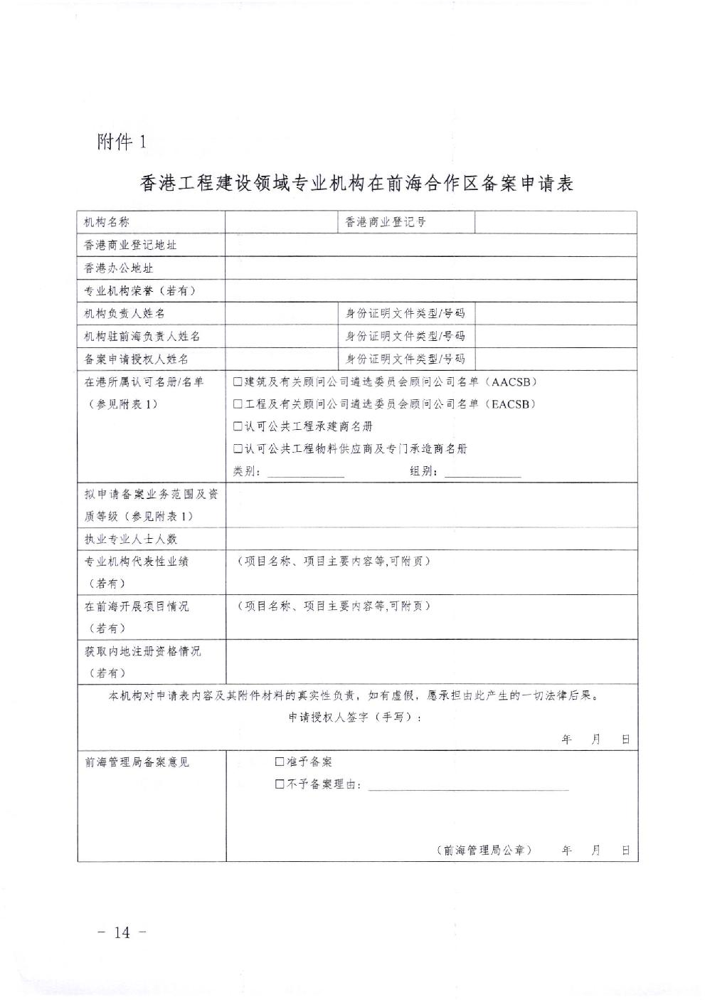 附件 1
香港工程建设领域专业机构在前海合作区备案申请表
机构名称 香港商业登记号
香港商业登记地址
香港办公地址
专业机构荣誉（若有）
机构负责人姓名 身份证明文件类型/号码
机构驻前海负责人姓名 身份证明文件类型/号码
备案申请授权人姓名 身份证明文件类型/号码
在港所属认可名册/名单
（参见附表 1）
□建筑及有关顾问公司遴选委员会顾问公司名单（AACSB）
□工程及有关顾问公司遴选委员会顾问公司名单（EACSB）
□认可公共工程承建商名册
□认可公共工程物料供应商及专门承造商名册
类别：____________ 组别：____________
拟申请备案业务范围及资
质等级（参见附表 1）
执业专业人士人数
专业机构代表性业绩
（若有）
（项目名称、项目主要内容等,可附页）
在前海开展项目情况
（若有）
（项目名称、项目主要内容等,可附页）
获取内地注册资格情况
（若有）
本机构对申请表内容及其附件材料的真实性负责，如有虚假，愿承担由此产生的一切法律后果。
申请授权人签字（手写）：
年 月 日
前海管理局备案意见
□准予备案
□不予备案理由：______________________________
（前海管理局公章） 年 月 日
- 14 -